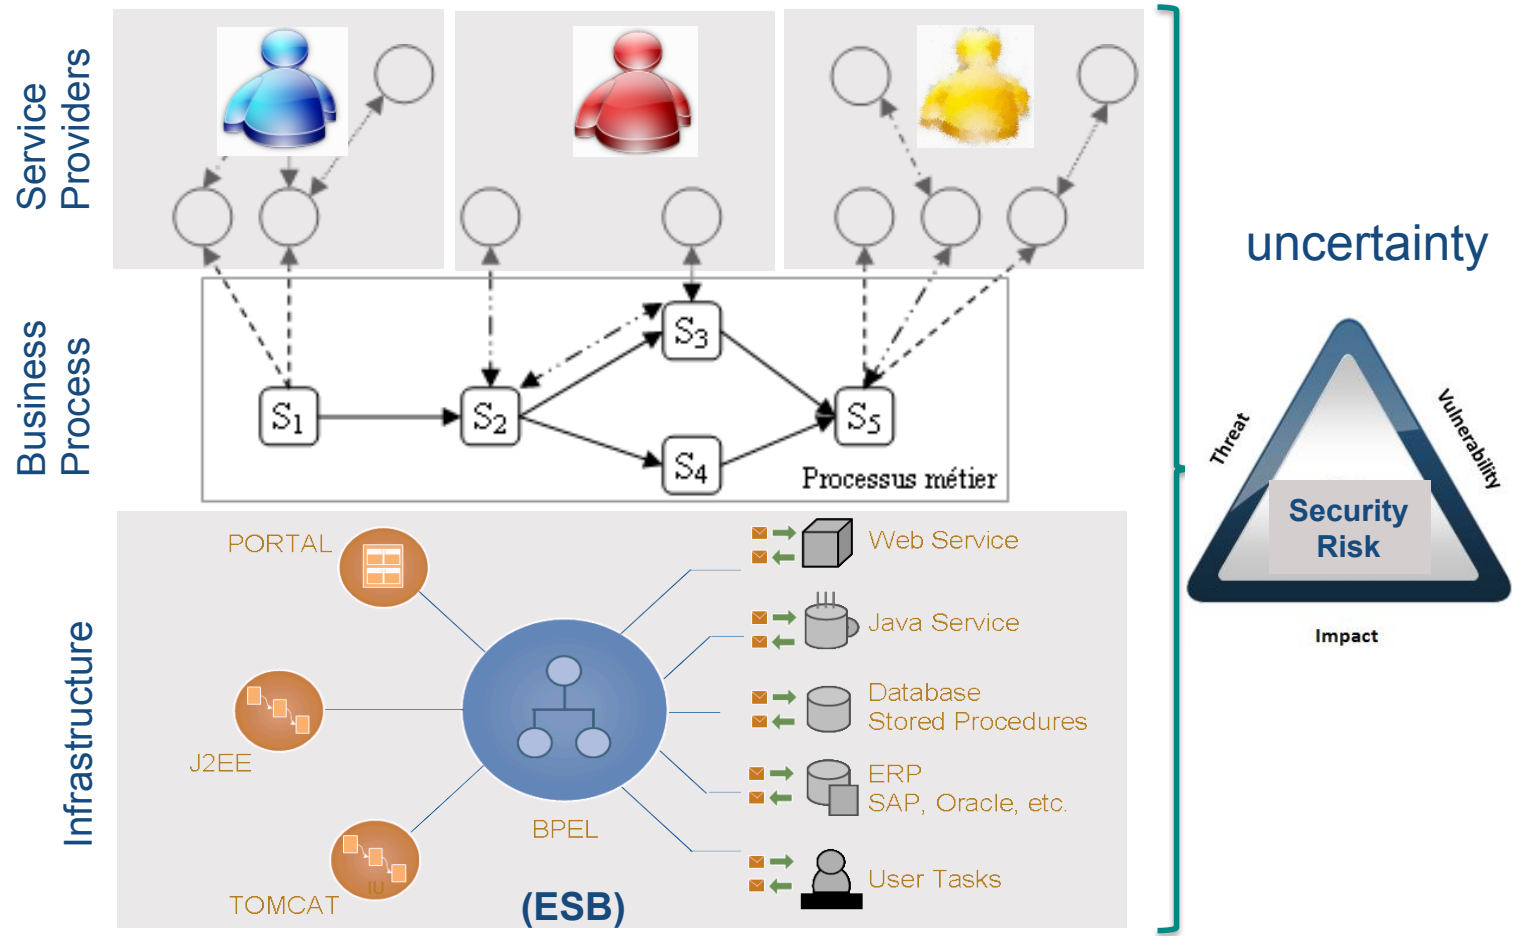 Service
Providers
uncertainty
Business
Process
S1
S2
S3
S4
S5
Processus métier
Threat
Vulnerability
Security
Risk
Impact
Infrastructure
PORTAL
J2EE
TOMCAT
IU
BPEL
(ESB)
Web Service
Java Service
Database
Stored Procedures
ERP
SAP, Oracle, etc.
User Tasks